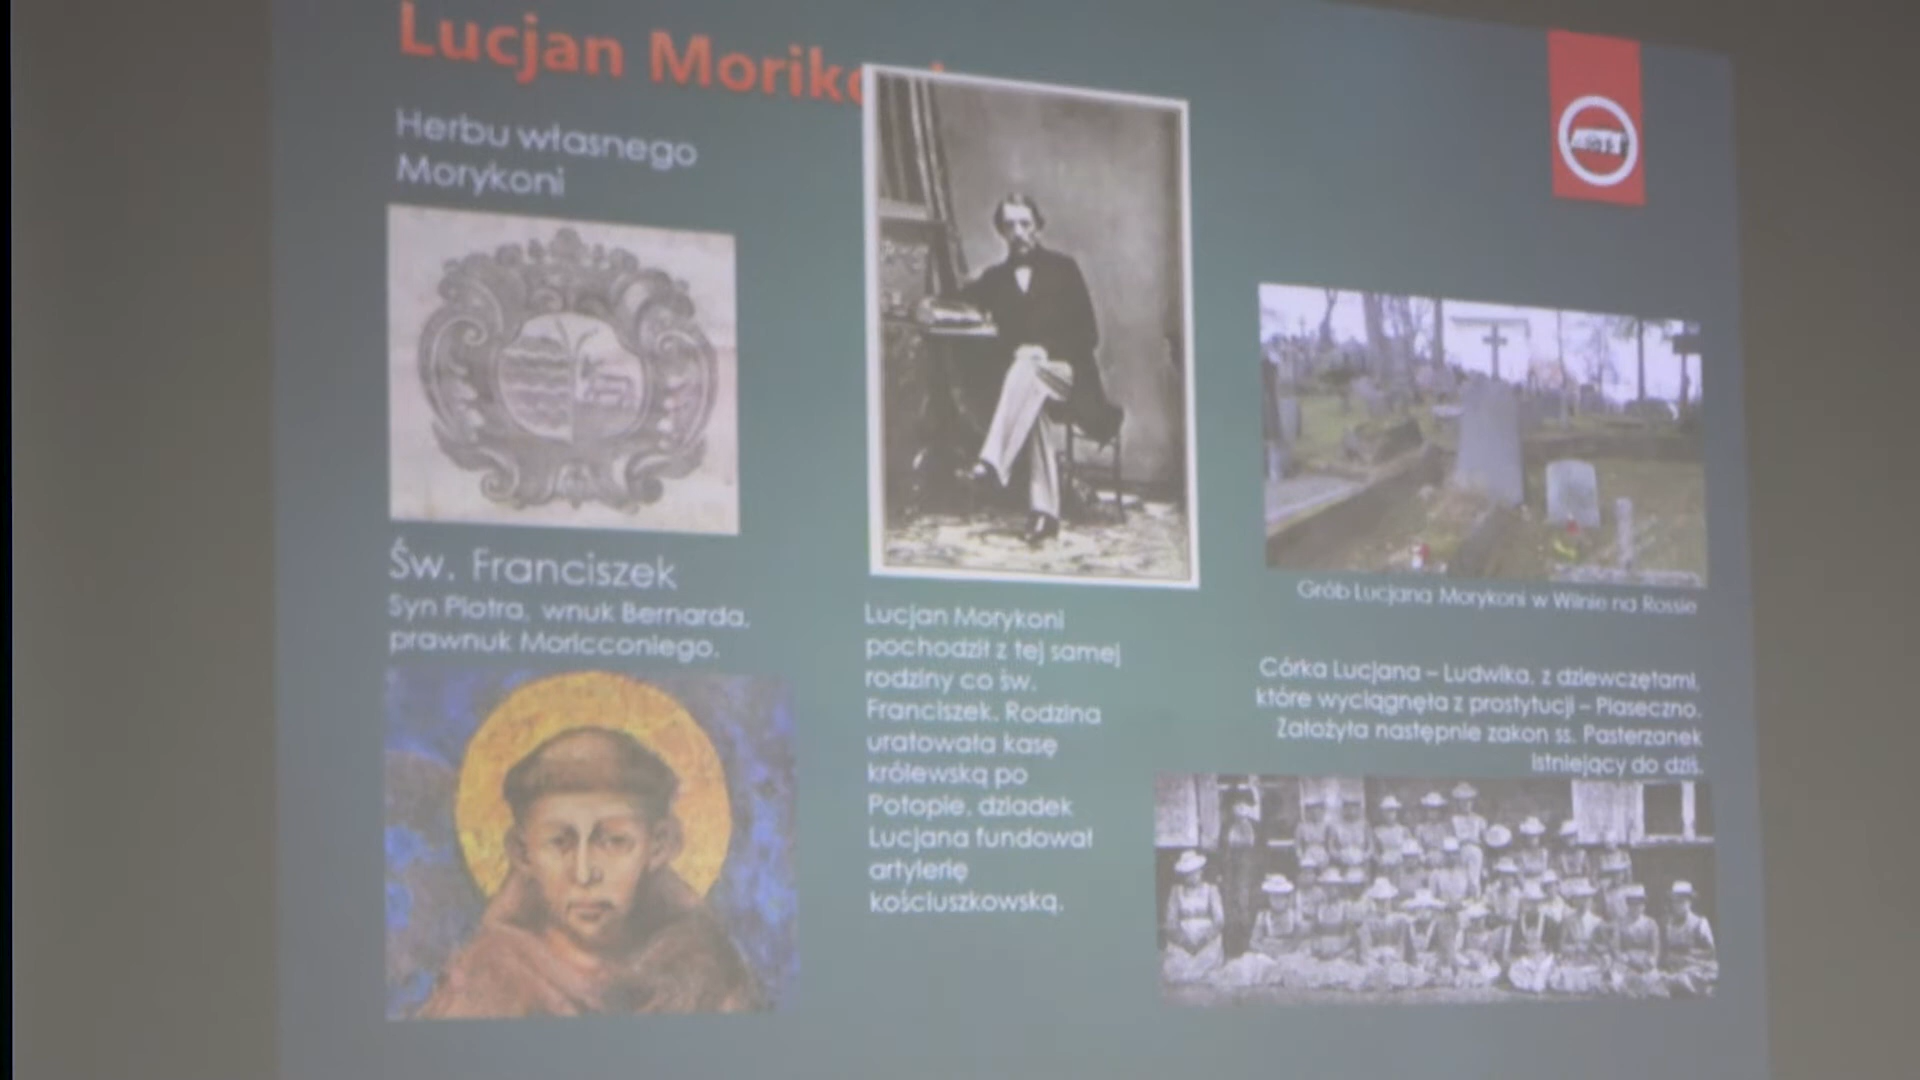 Lucjan
Herbu własnego
Morykoni
Św. Franciszek
Syn Piotra, wnuk Bernarda,
prawnuk Moricconiego.
Lucjan Morykoni
pochodził z tej samej
rodziny co św.
Franciszek. Rodzina
uratowała kasę
królewską po
Potopie, dziadek
Lucjana fundował
artylerię
kościuszkowską.
Grób Lucjana Morykoni w Wilnie na Rossie
Córka Lucjana – Ludwika, z dziewczętami,
które wyciągnęła z prostytucji – Piaseczno.
Założyła następnie zakon ss. Pasterzanek
istniejący do dziś.